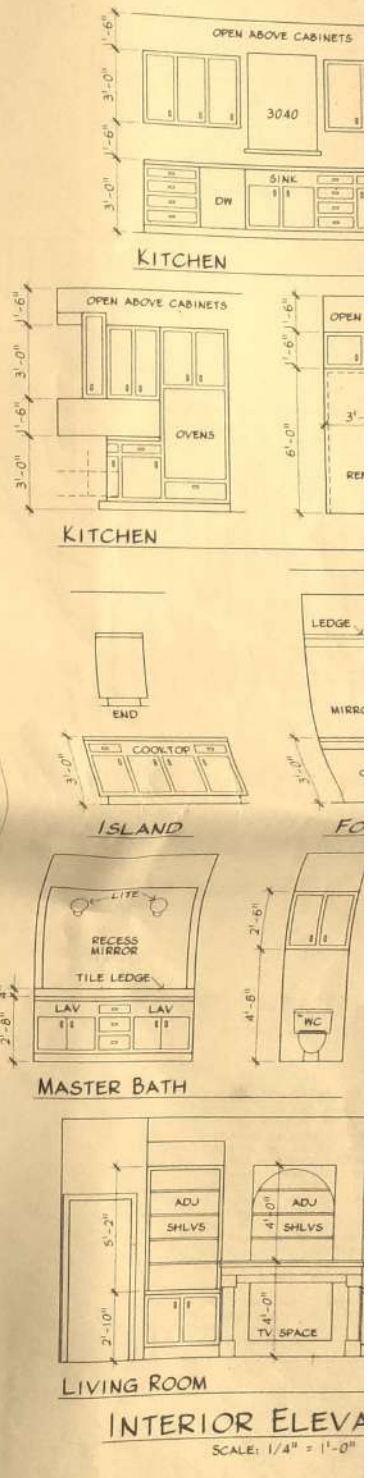 1'-6"
OPEN ABOVE CABINETS
3'-0"
3040
1'-6"
3'-0"
SINK
DW
KITCHEN
1'-6"
OPEN ABOVE CABINETS
3'-0"
1'-6"
OVENS
3'-0"
KITCHEN
1'-6"
OPEN
1'-6"
6'-0"
3'-
END
COOKTOP
3'-0"
ISLAND
LEDGE
3'-0"
LITE
RECESS
MIRROR
TILE LEDGE
4"
LAV
LAV
2'-8"
MASTER BATH
2'-6"
4'-8"
WC
ADJ
SHLVS
5'-2"
2'-10"
ADJ
4'-0"
SHLVS
4'-0"
TV SPACE
LIVING ROOM
INTERIOR ELEVA
SCALE: 1/4" = 1'-0"